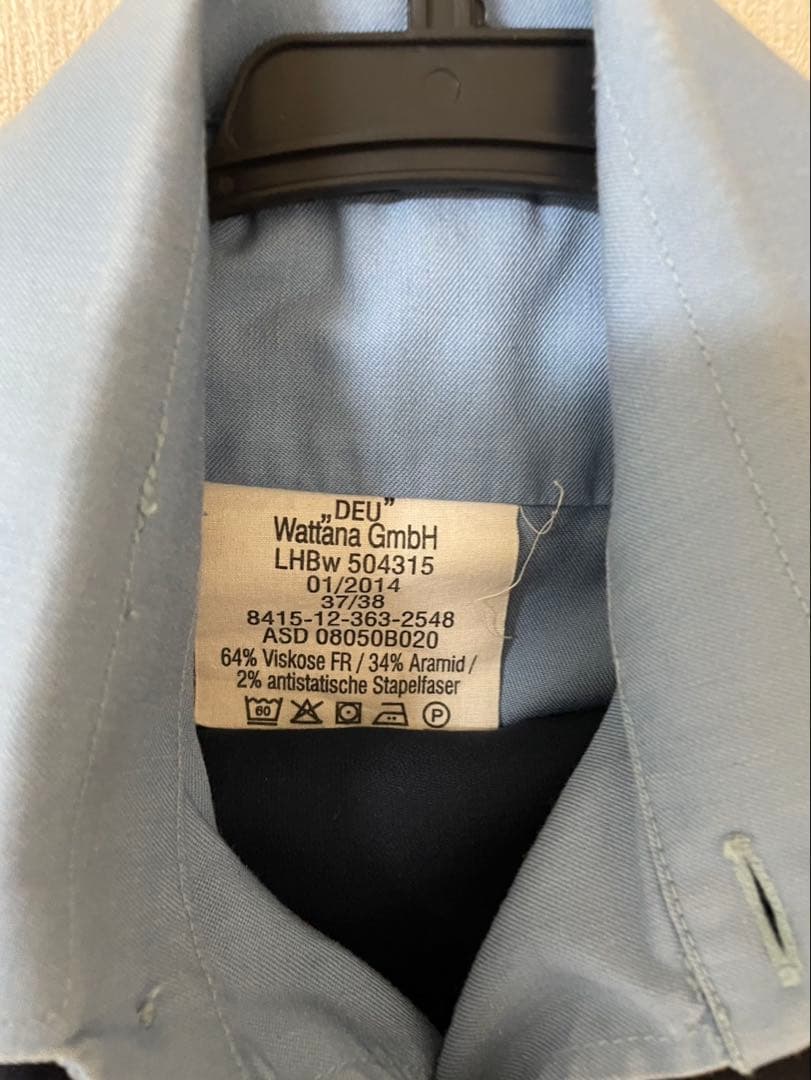 „DEU”
Wattana GmbH
LHBw 504315
01/2014
37/38
8415-12-363-2548
ASD 08050B020
64% Viskose FR / 34% Aramid /
2% antistatische Stapelfaser
60 P